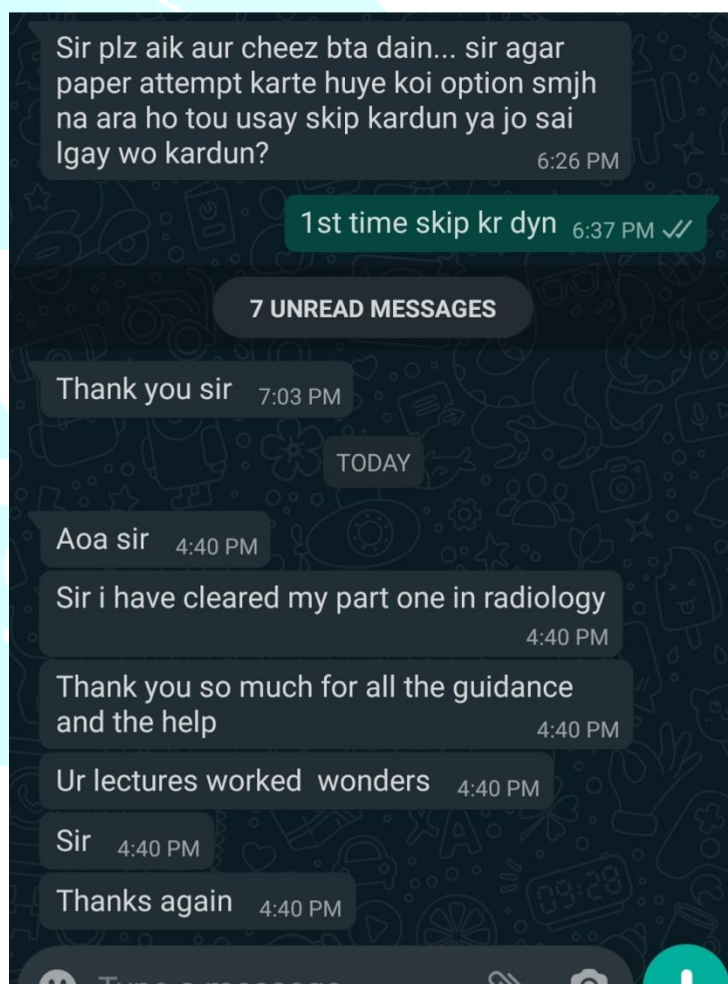 Sir plz aik aur cheez bta dain... sir agar
paper attempt karte huye koi option smjh
na ara ho tou usay skip kardun ya jo sai
lgay wo kardun?
6:26 PM
1st time skip kr dyn 6:37 PM
7 UNREAD MESSAGES
Thank you sir 7:03 PM
TODAY
Aoa sir 4:40 PM
Sir i have cleared my part one in radiology
4:40 PM
Thank you so much for all the guidance
and the help 4:40 PM
Ur lectures worked wonders 4:40 PM
Sir 4:40 PM
Thanks again 4:40 PM
09:28
Type a message